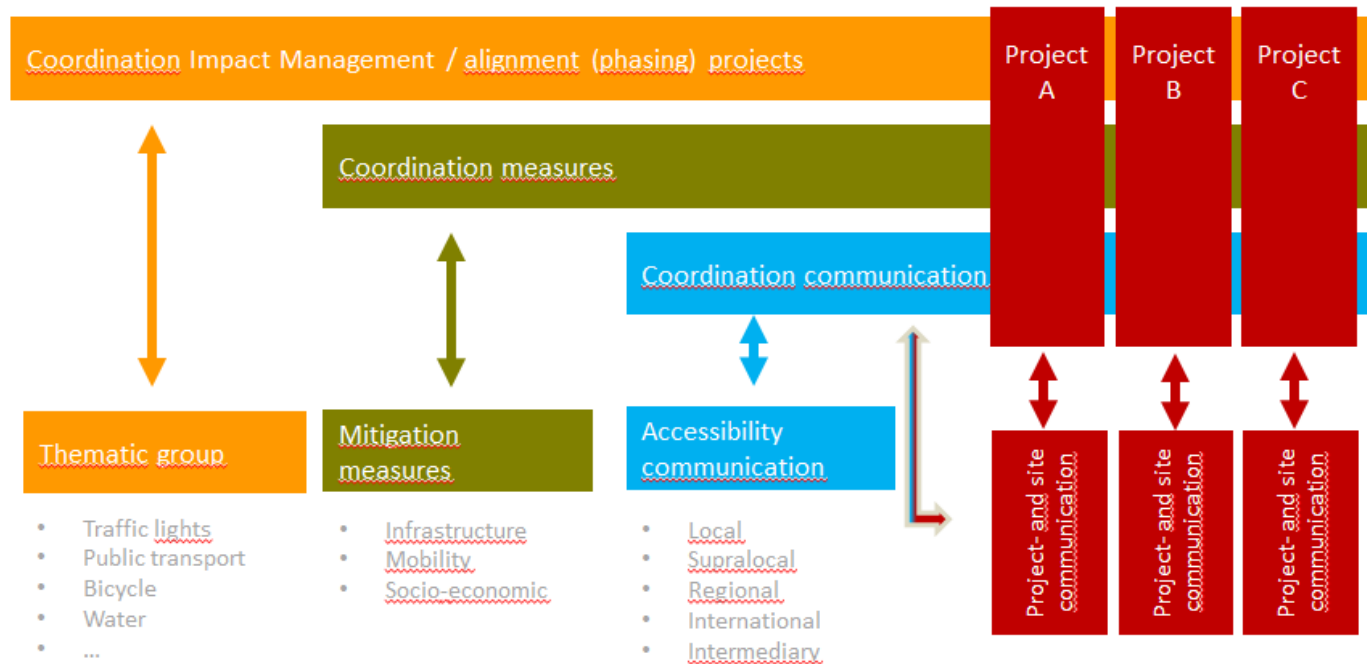 Coordination Impact Management / alignment (phasing) projects
Project
A
Project
B
Project
C
Coordination measures
Coordination communication
Thematic group
• Traffic lights
• Public transport
• Bicycle
• Water
• ...
Mitigation
measures
• Infrastructure
• Mobility
• Socio-economic
Accessibility
communication
• Local
• Supralocal
• Regional
• International
• Intermediary
Project- and site
communication
Project- and site
communication
Project- and site
communication